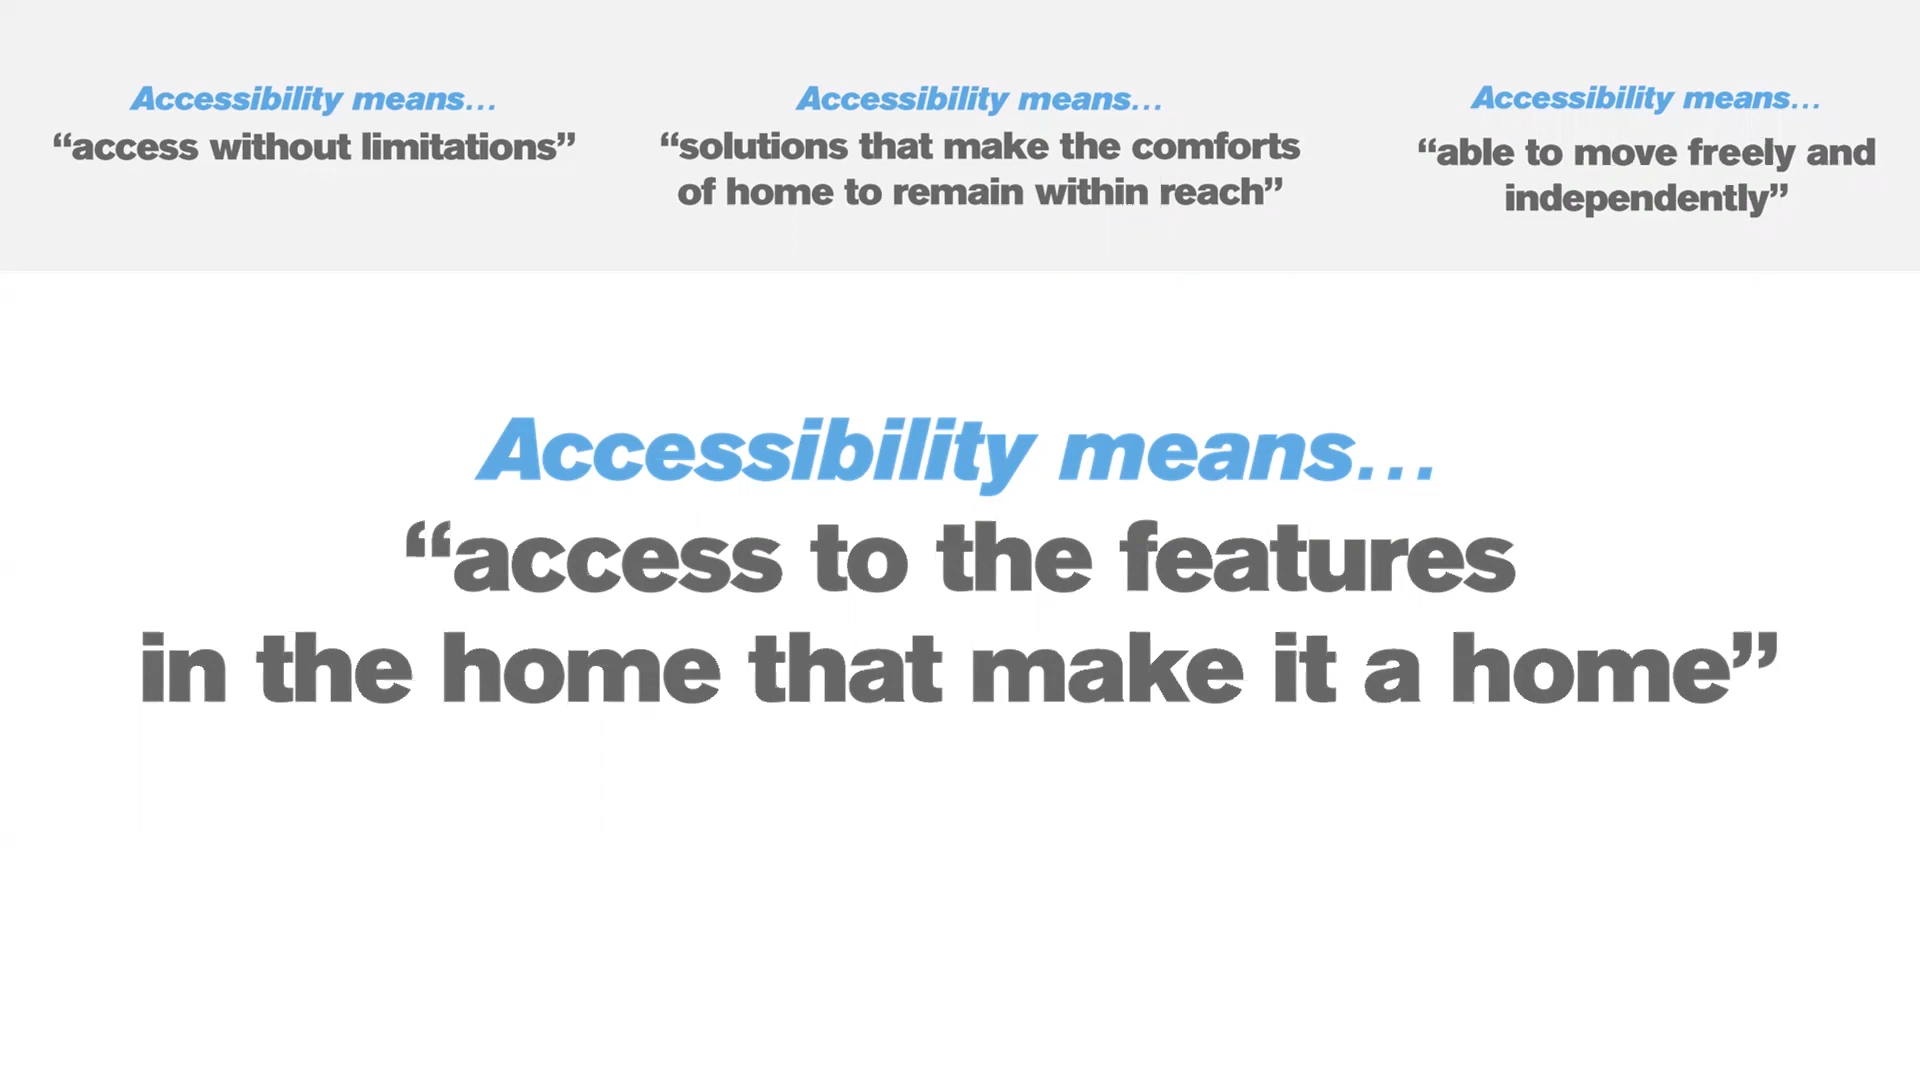 Accessibility means…
“access without limitations”
Accessibility means…
“solutions that make the comforts
of home to remain within reach”
Accessibility means…
“able to move freely and
independently”
Accessibility means…
“access to the features
in the home that make it a home”